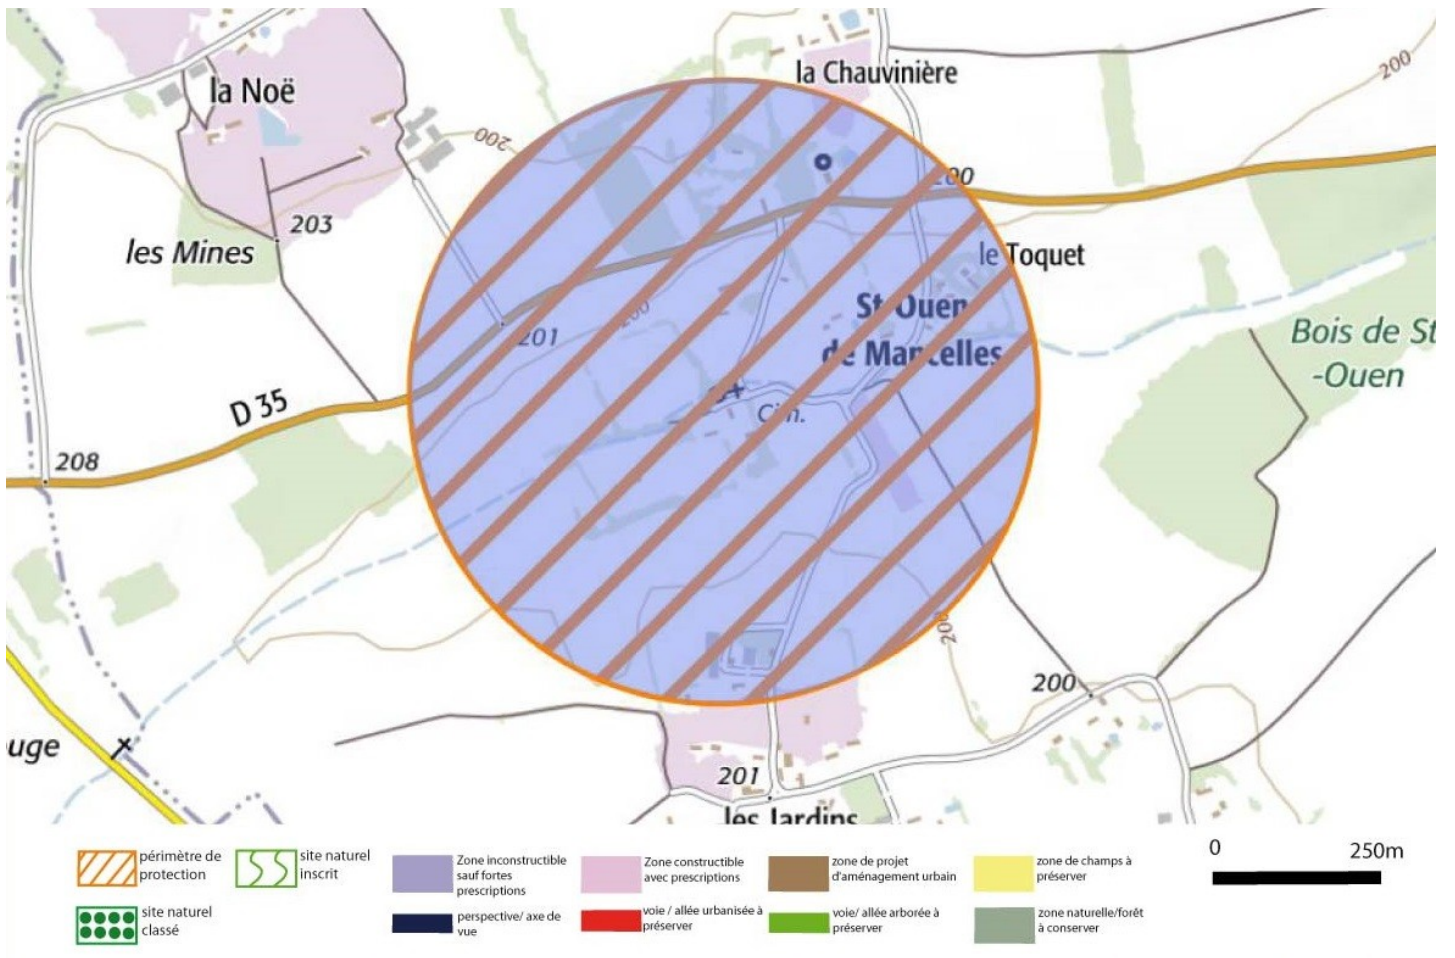 la Noë
la Chauvinière
200
200
200
203
les Mines
le Toquet
St Ouen
de Marcelles
200
201
Bois de St
-Ouen
D 35
Cim.
208
200
200
uge
201
les Jardins
périmètre de
protection
site naturel
inscrit
Zone inconstructible
sauf fortes
prescriptions
Zone constructible
avec prescriptions
zone de projet
d'aménagement urbain
zone de champs à
préserver
0 250m
site naturel
classé
perspective/ axe de
vue
voie / allée urbanisée à
préserver
voie/ allée arborée à
préserver
zone naturelle/forêt
à conserver